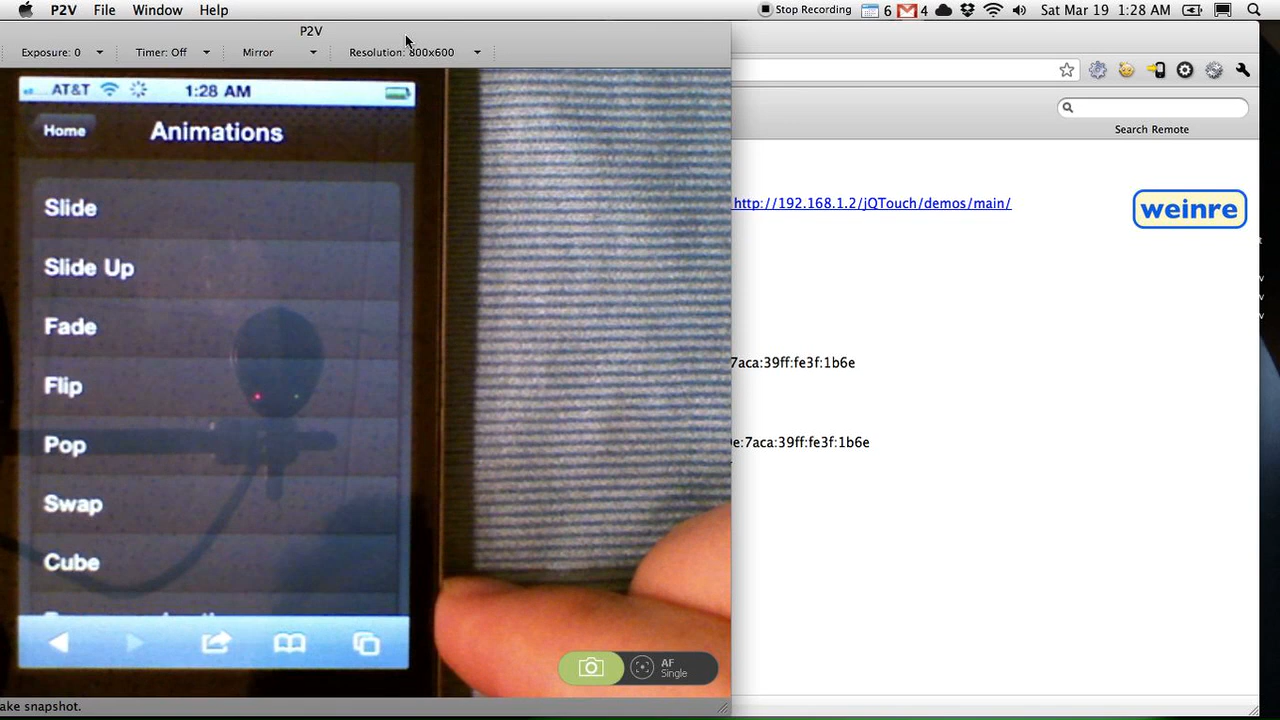 P2V File Edit Window Help
Stop Recording 6 4 Sat Mar 19 1:28 AM
P2V
Exposure: 0 Timer: Off Mirror Resolution: 800x600
AT&T 1:28 AM
Home Animations
Slide
Slide Up
Fade
Flip
Pop
Swap
Cube
AF
Single
ake snapshot.
Search Remote
http://192.168.1.2/jQTouch/demos/main/
weinre
7aca:39ff:fe3f:1b6e
e:7aca:39ff:fe3f:1b6e